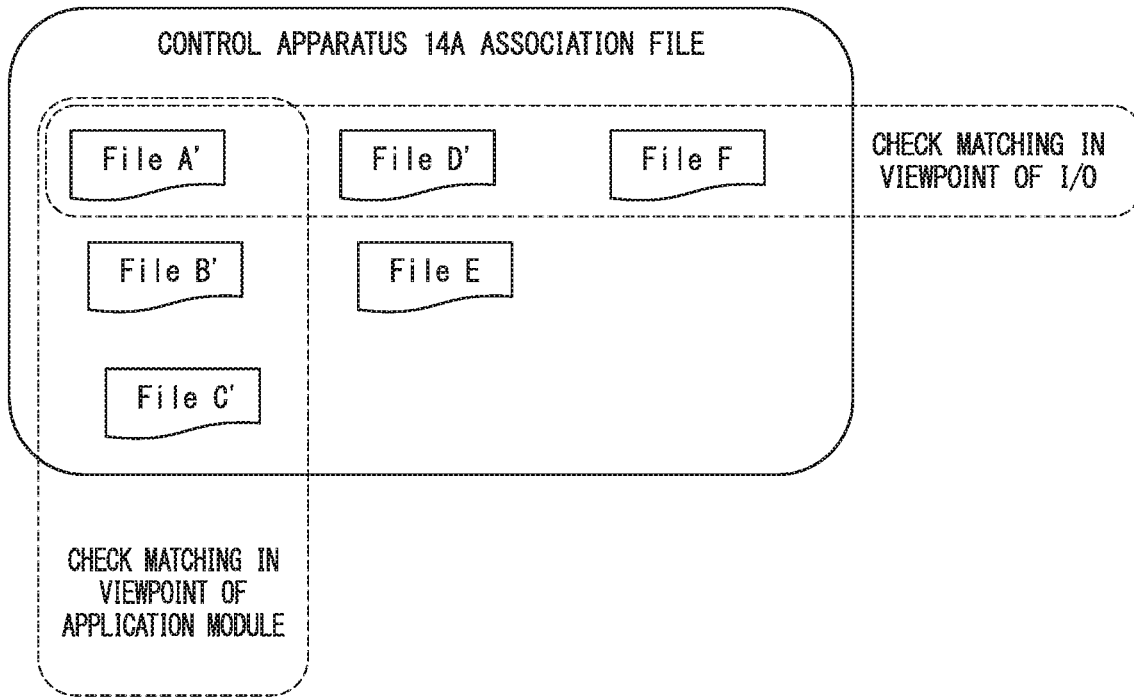 CONTROL APPARATUS 14A ASSOCIATION FILE
File A'
File D'
File F
CHECK MATCHING IN
VIEWPOINT OF I/O
File B'
File E
File C'
CHECK MATCHING IN
VIEWPOINT OF
APPLICATION MODULE